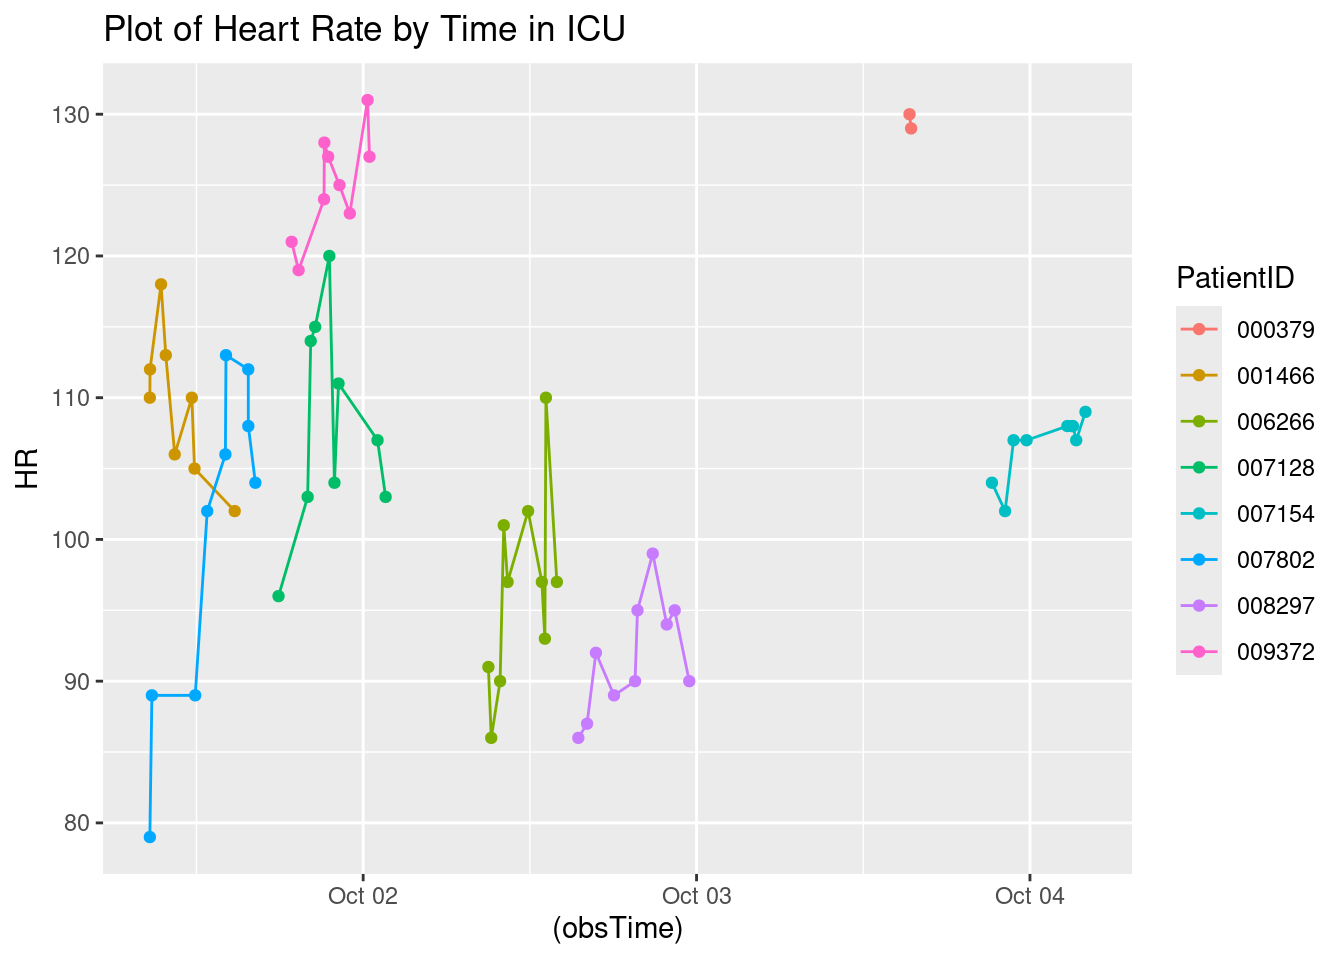 Plot of Heart Rate by Time in ICU
130
120
110
100
90
80
HR
Oct 02
Oct 03
Oct 04
(obsTime)
PatientID
000379
001466
006266
007128
007154
007802
008297
009372